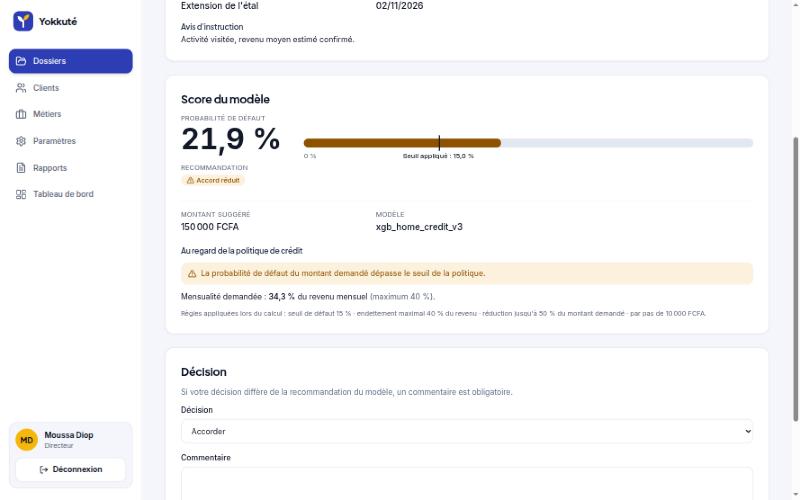 Yokkuté
Dossiers
Clients
Métiers
Paramètres
Rapports
Tableau de bord
Moussa Diop
MD
Directeur
Déconnexion
Extension de l'étal 02/11/2026
Avis d'instruction
Activité visitée, revenu moyen estimé confirmé.
Score du modèle
PROBABILITÉ DE DÉFAUT
21,9 %
0 % Seuil appliqué : 15,0 %
RECOMMANDATION
Accord réduit
MONTANT SUGGÉRÉ MODÈLE
150 000 FCFA xgb_home_credit_v3
Au regard de la politique de crédit
La probabilité de défaut du montant demandé dépasse le seuil de la politique.
Mensualité demandée : 34,3 % du revenu mensuel (maximum 40 %).
Règles appliquées lors du calcul : seuil de défaut 15 % · endettement maximal 40 % du revenu · réduction jusqu'à 50 % du montant demandé · par pas de 10 000 FCFA.
Décision
Si votre décision diffère de la recommandation du modèle, un commentaire est obligatoire.
Décision
Accorder
Commentaire